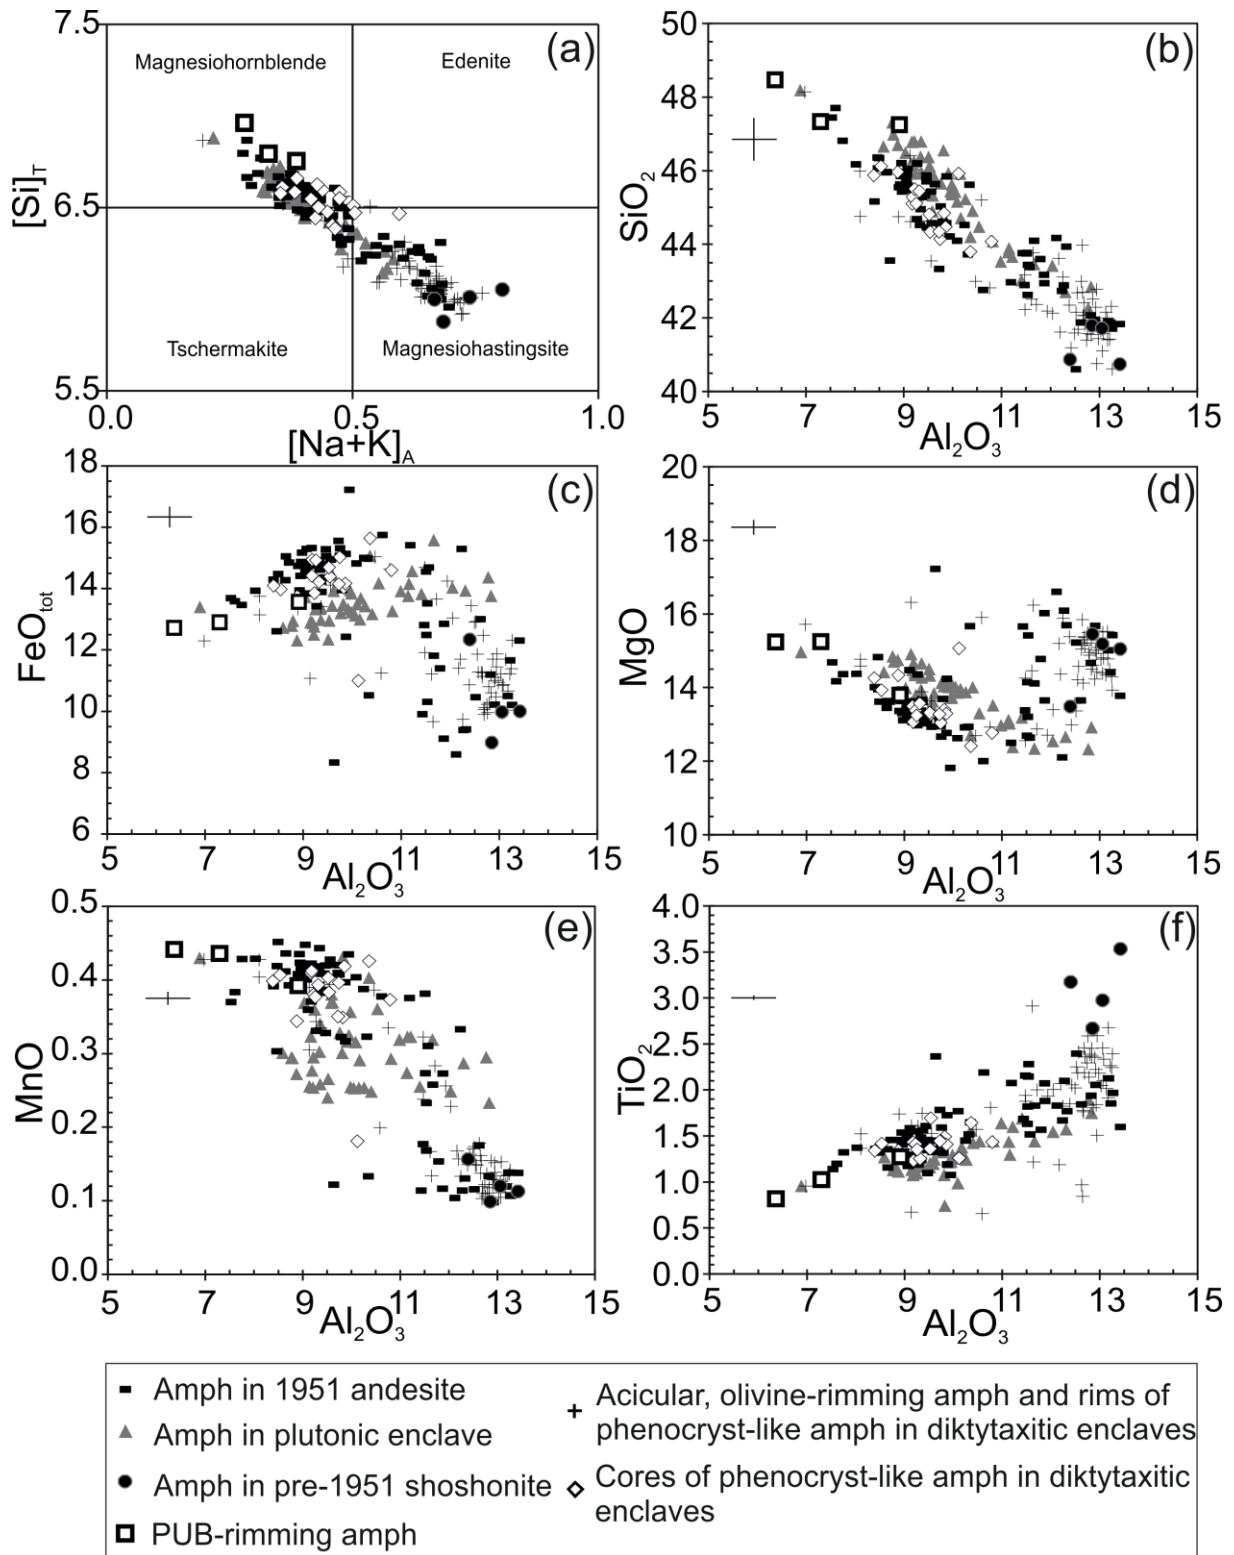 (a)
7.5
6.5
5.5
[Si]T
Magnesiohornblende
Edenite
Tschermakite
Magnesiohastingsite
0.0
0.5
1.0
[Na+K]A
(b)
50
48
46
44
42
40
SiO2
5
7
9
11
13
15
Al2O3
(c)
18
16
14
12
10
8
6
FeOtot
5
7
9
11
13
15
Al2O3
(d)
20
18
16
14
12
10
MgO
5
7
9
11
13
15
Al2O3
(e)
0.5
0.4
0.3
0.2
0.1
0.0
MnO
5
7
9
11
13
15
Al2O3
(f)
4.0
3.5
3.0
2.5
2.0
1.5
1.0
0.5
0.0
TiO2
5
7
9
11
13
15
Al2O3
Amph in 1951 andesite
Amph in plutonic enclave
Amph in pre-1951 shoshonite
PUB-rimming amph
Acicular, olivine-rimming amph and rims of
phenocryst-like amph in diktytaxitic enclaves
Cores of phenocryst-like amph in diktytaxitic
enclaves